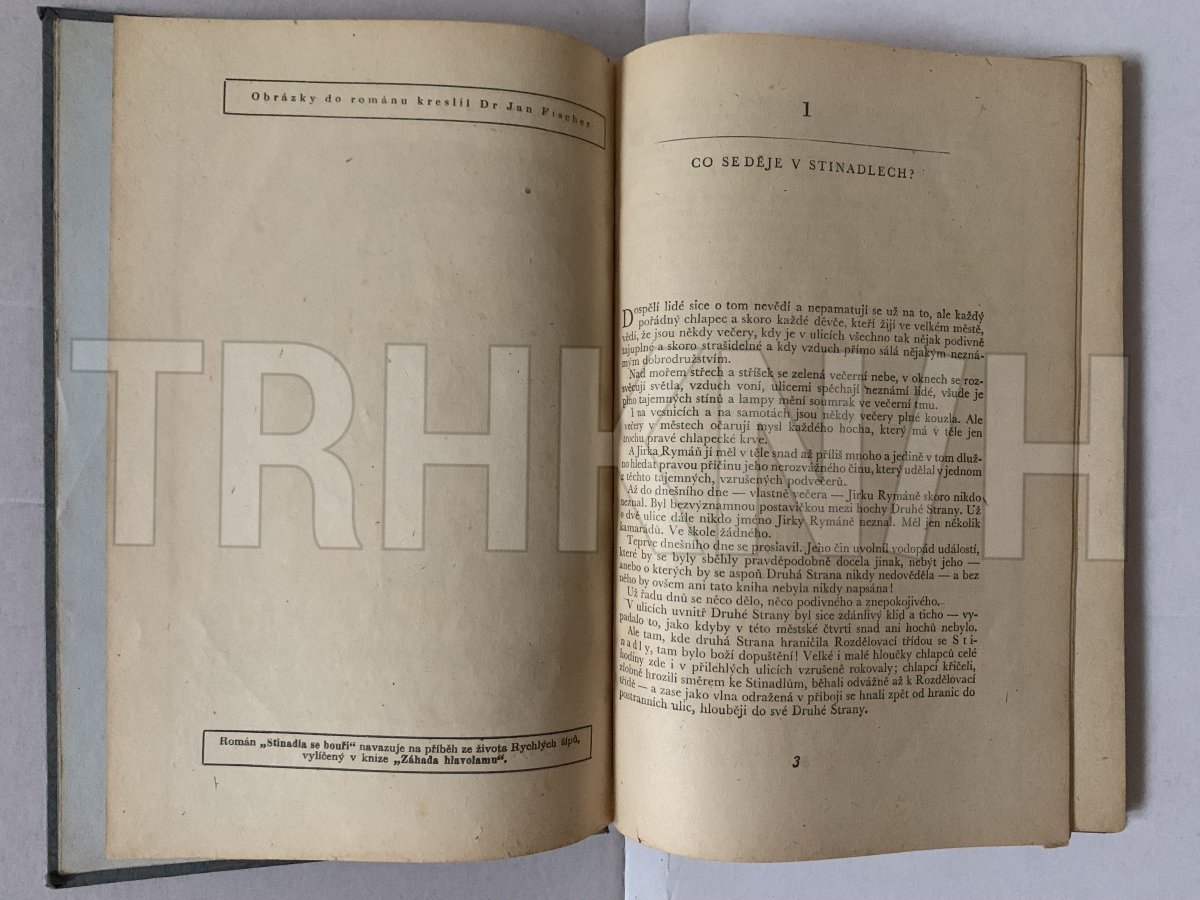 Obrázky do románu kreslil Dr Jan Fischer
Román „Stínadla se bouří“ navazuje na příběh ze života Rychlých šípů,
vylíčený v knize „Záhada hlavolamu“.
1
CO SE DĚJE V STINADLECH?
Dospělí lidé sice o tom nevědí a nepamatují se už na to, ale každý
pořádný chlapec a skoro každé děvče, kteří žijí ve velkém městě,
vědí, že jsou někdy večery, kdy je v ulicích všechno tak nějak podivně
tajuplné a skoro strašidelné a kdy vzduch přímo sálá nějakým nezná-
mým dobrodružstvím.
Nad mořem střech a stříšek se zelená večerní nebe, v oknech se roz-
svěcují světla, vzduch voní, ulicemi spěchají neznámí lidé, všude je
plno tajemných stínů a lampy mění soumrak ve večerní tmu.
I na vesnicích a na samotách jsou někdy večery plné kouzla. Ale
večery v městech očarují mysl každého hocha, který má v těle jen
trochu pravé chlapecké krve.
A Jirka Rymáň jí měl v těle snad až příliš mnoho a jedině v tom dluž-
no hledat pravou příčinu jeho nerozvážného činu, který udělal v jednom
z těchto tajemných, vzrušených podvečerů.
Až do dnešního dne — vlastně večera — Jirku Rymáně skoro nikdo
neznal. Byl bezvýznamnou postavičkou mezi hochy Druhé Strany. Už
o dvě ulice dále nikdo jméno Jirky Rymáně neznal. Měl jen několik
kamarádů. Ve škole žádného.
Teprve dnešního dne se proslavil. Jeho čin uvolnil vodopád událostí,
které by se byly sběhly pravděpodobně docela jinak, nebýt jeho —
anebo o kterých by se aspoň Druhá Strana nikdy nedověděla — a bez
něho by ovšem ani tato kniha nebyla nikdy napsána!
Už řadu dnů se něco dělo, něco podivného a znepokojivého.
V ulicích uvnitř Druhé Strany byl sice zdánlivý klid a ticho — vy-
padalo to, jako kdyby v této městské čtvrti snad ani hochů nebylo.
Ale tam, kde druhá Strana hraničila Rozdělovací třídou se Sti-
nadly, tam bylo boží dopuštění! Velké i malé hloučky chlapců celé
hodiny zde i v přilehlých ulicích vzrušeně rokovaly; chlapci křičeli,
zlobně hrozili směrem ke Stinadlům, běhali odvážně až k Rozdělovací
třídě — a zase jako vlna odražená v příboji se hnali zpět od hranic do
postranních ulic, hlouběji do své Druhé Strany.
3
TRHKNIH